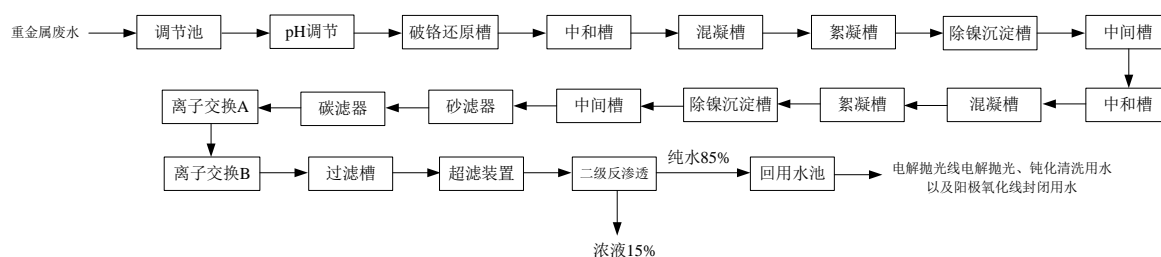 重金属废水
调节池
pH调节
破铬还原槽
中和槽
混凝槽
絮凝槽
除镍沉淀槽
中间槽
中和槽
混凝槽
絮凝槽
除镍沉淀槽
中间槽
砂滤器
碳滤器
离子交换A
离子交换B
过滤槽
超滤装置
二级反渗透
纯水85%
回用水池
电解抛光线电解抛光、钝化清洗用水
以及阳极氧化线封闭用水
浓液15%